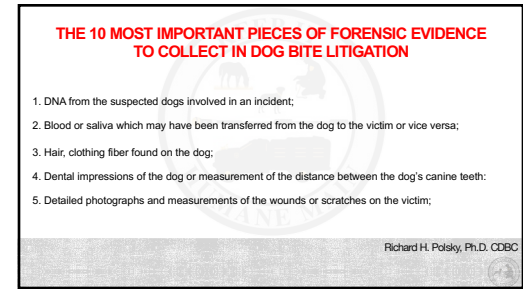 THE 10 MOST IMPORTANT PIECES OF FORENSIC EVIDENCE
TO COLLECT IN DOG BITE LITIGATION
1. DNA from the suspected dogs involved in an incident;
2. Blood or saliva which may have been transferred from the dog to the victim or vice versa;
3. Hair, clothing fiber found on the dog;
4. Dental impressions of the dog or measurement of the distance between the dog's canine teeth:
5. Detailed photographs and measurements of the wounds or scratches on the victim;
Richard H. Polsky, Ph.D. CDBC